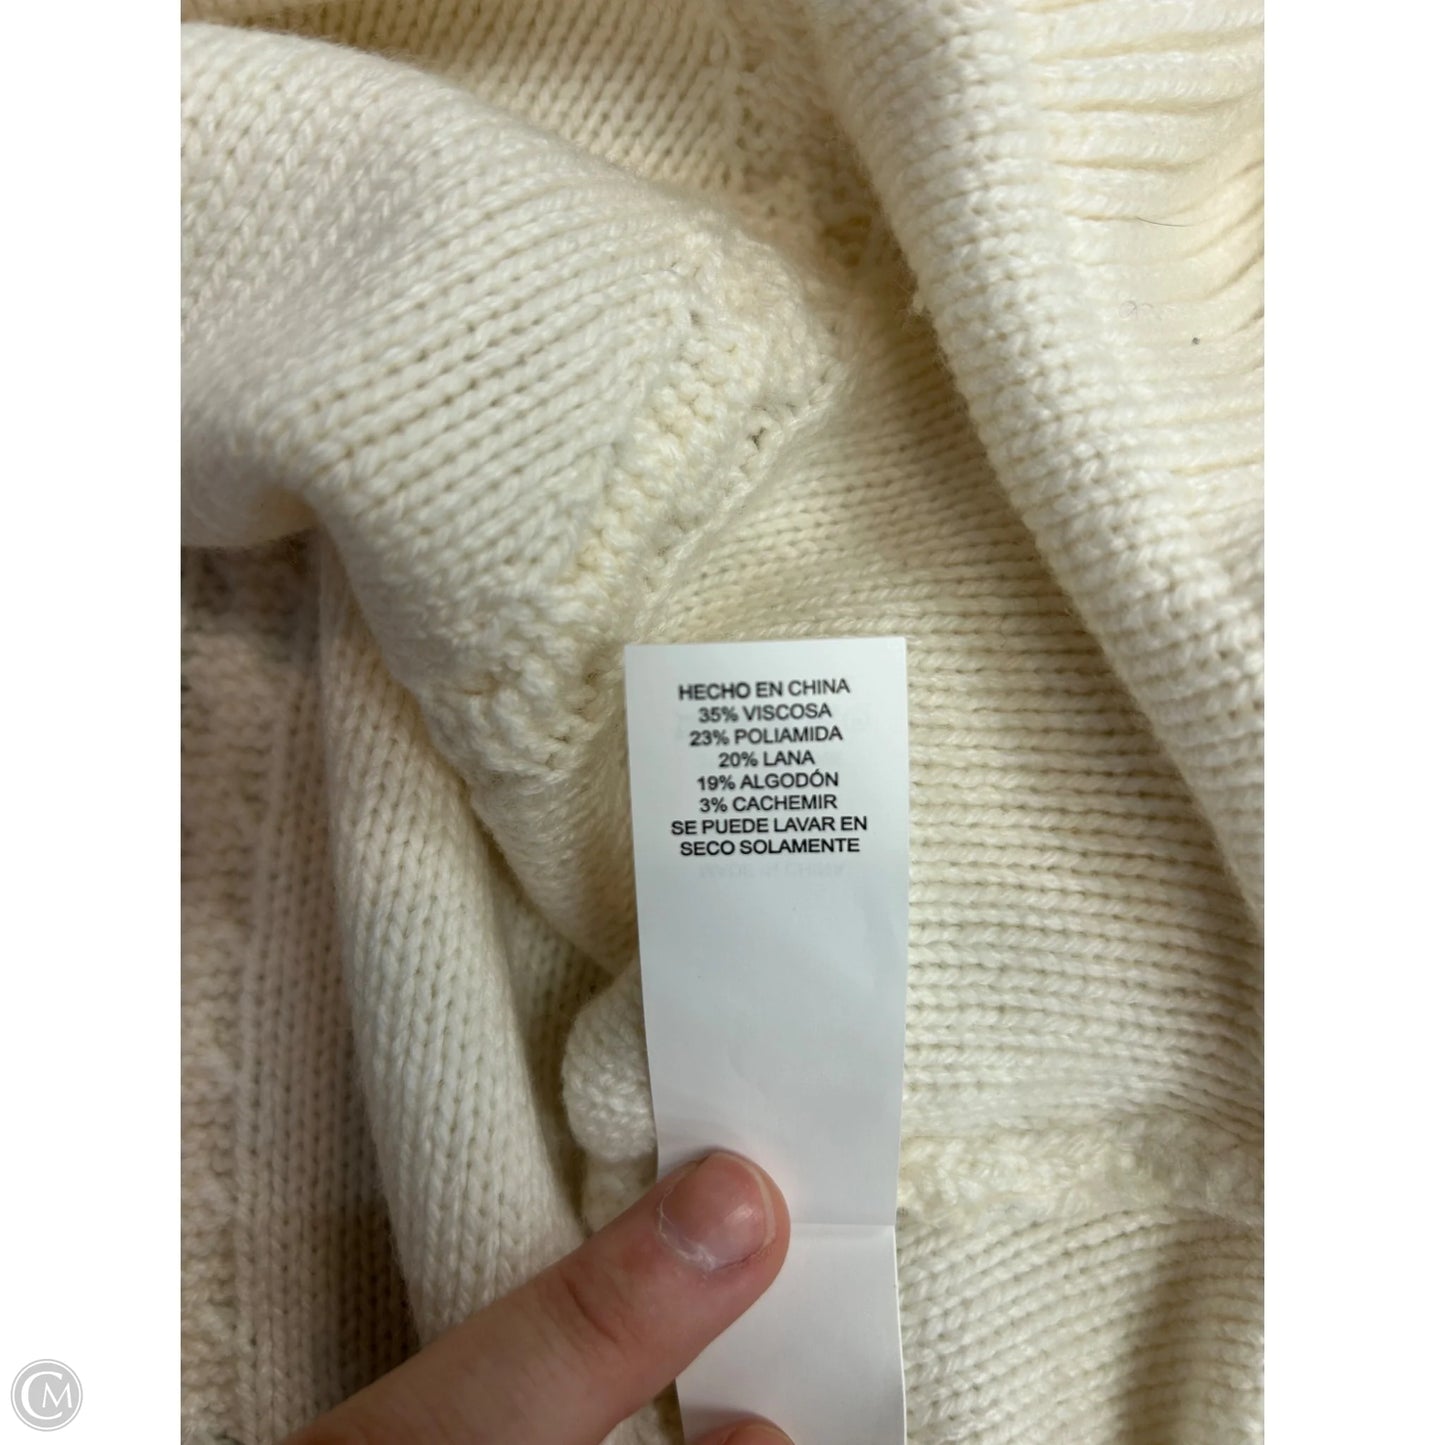 HECHO EN CHINA
35% VISCOSA
23% POLIAMIDA
20% LANA
19% ALGODÓN
3% CACHEMIR
SE PUEDE LAVAR EN
SECO SOLAMENTE
CM